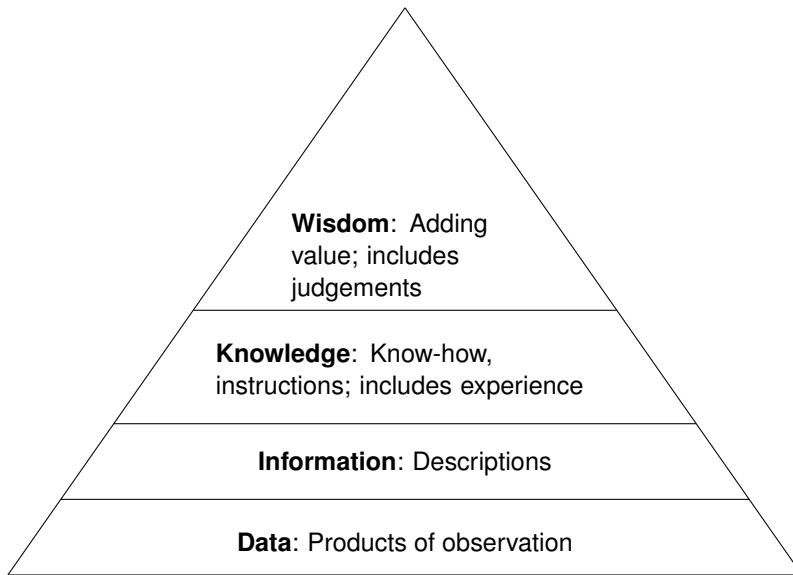 Wisdom: Adding
value; includes
judgements
Knowledge: Know-how,
instructions; includes experience
Information: Descriptions
Data: Products of observation